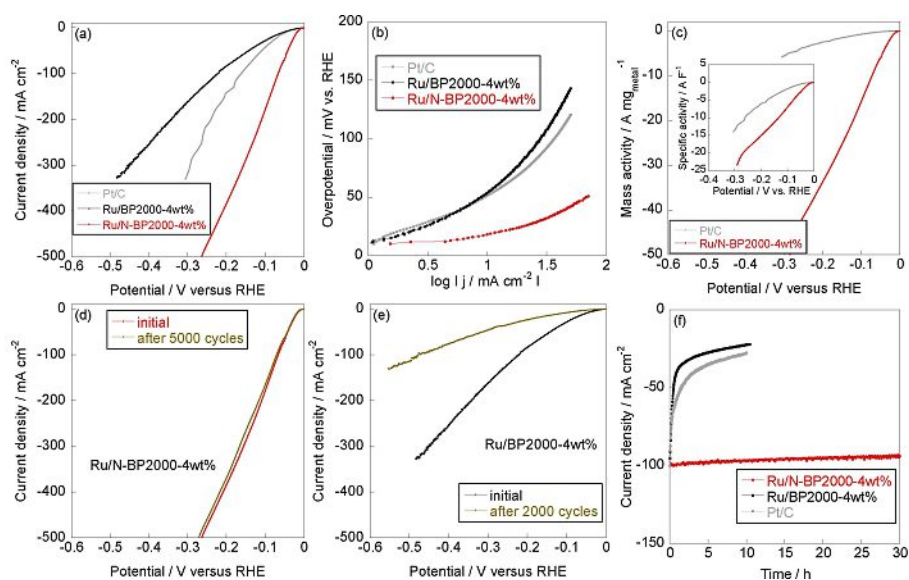 (a)
0
-100
-200
-300
-400
-500
Current density / mA cm-2
Pt/C
Ru/BP2000-4wt%
Ru/N-BP2000-4wt%
-0.6 -0.5 -0.4 -0.3 -0.2 -0.1 0
Potential / V versus RHE
(b)
200
150
100
50
0
Overpotential / mV vs. RHE
Pt/C
Ru/BP2000-4wt%
Ru/N-BP2000-4wt%
0 0.5 1.0 1.5 2.0
log I j / mA cm-2 I
(c)
0
-10
-20
-30
-40
-50
Mass activity / A mgmetal-1
5
0
-5
-10
-15
-20
-25
Specific activity / A F-1
-0.4 -0.3 -0.2 -0.1 0
Potential / V vs. RHE
Pt/C
Ru/N-BP2000-4wt%
-0.6 -0.5 -0.4 -0.3 -0.2 -0.1 0
Potential / V versus RHE
(d)
0
-100
-200
-300
-400
-500
Current density / mA cm-2
initial
after 5000 cycles
Ru/N-BP2000-4wt%
-0.6 -0.5 -0.4 -0.3 -0.2 -0.1 0
Potential / V versus RHE
(e)
0
-100
-200
-300
-400
-500
Current density / mA cm-2
Ru/BP2000-4wt%
initial
after 2000 cycles
-0.6 -0.5 -0.4 -0.3 -0.2 -0.1 0
Potential / V versus RHE
(f)
0
-50
-100
-150
Current density / mA cm-2
Ru/N-BP2000-4wt%
Ru/BP2000-4wt%
Pt/C
0 5 10 15 20 25 30
Time / h